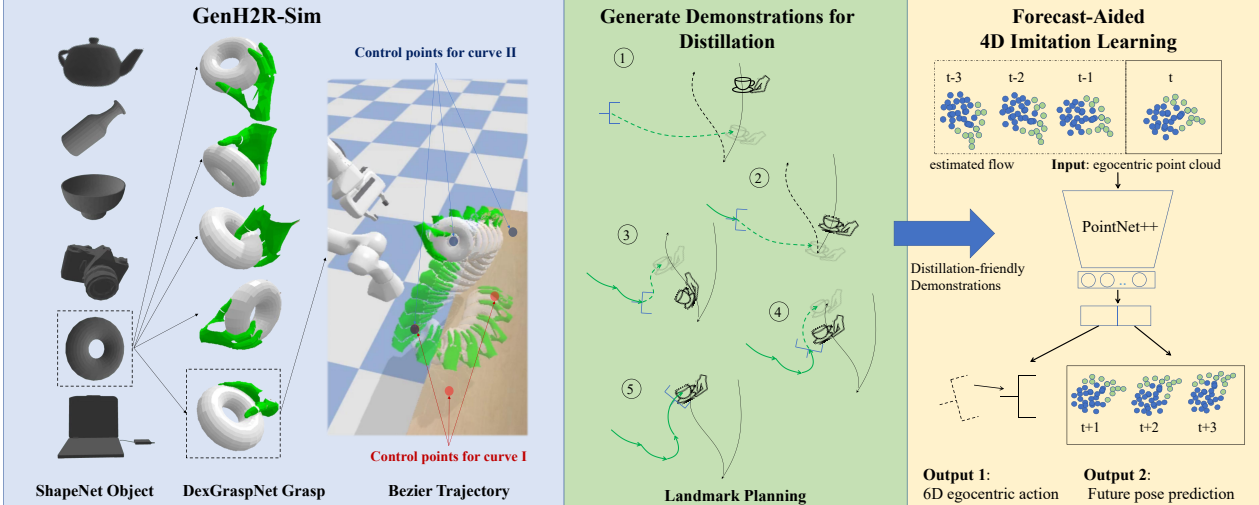 GenH2R-Sim
Control points for curve II
Control points for curve I
ShapeNet Object
DexGraspNet Grasp
Bezier Trajectory
Generate Demonstrations for
Distillation
1
2
3
4
5
Landmark Planning
Distillation-friendly
Demonstrations
Forecast-Aided
4D Imitation Learning
t-3
t-2
t-1
t
estimated flow
Input: egocentric point cloud
PointNet++
..
t+1
t+2
t+3
Output 1:
6D egocentric action
Output 2:
Future pose prediction